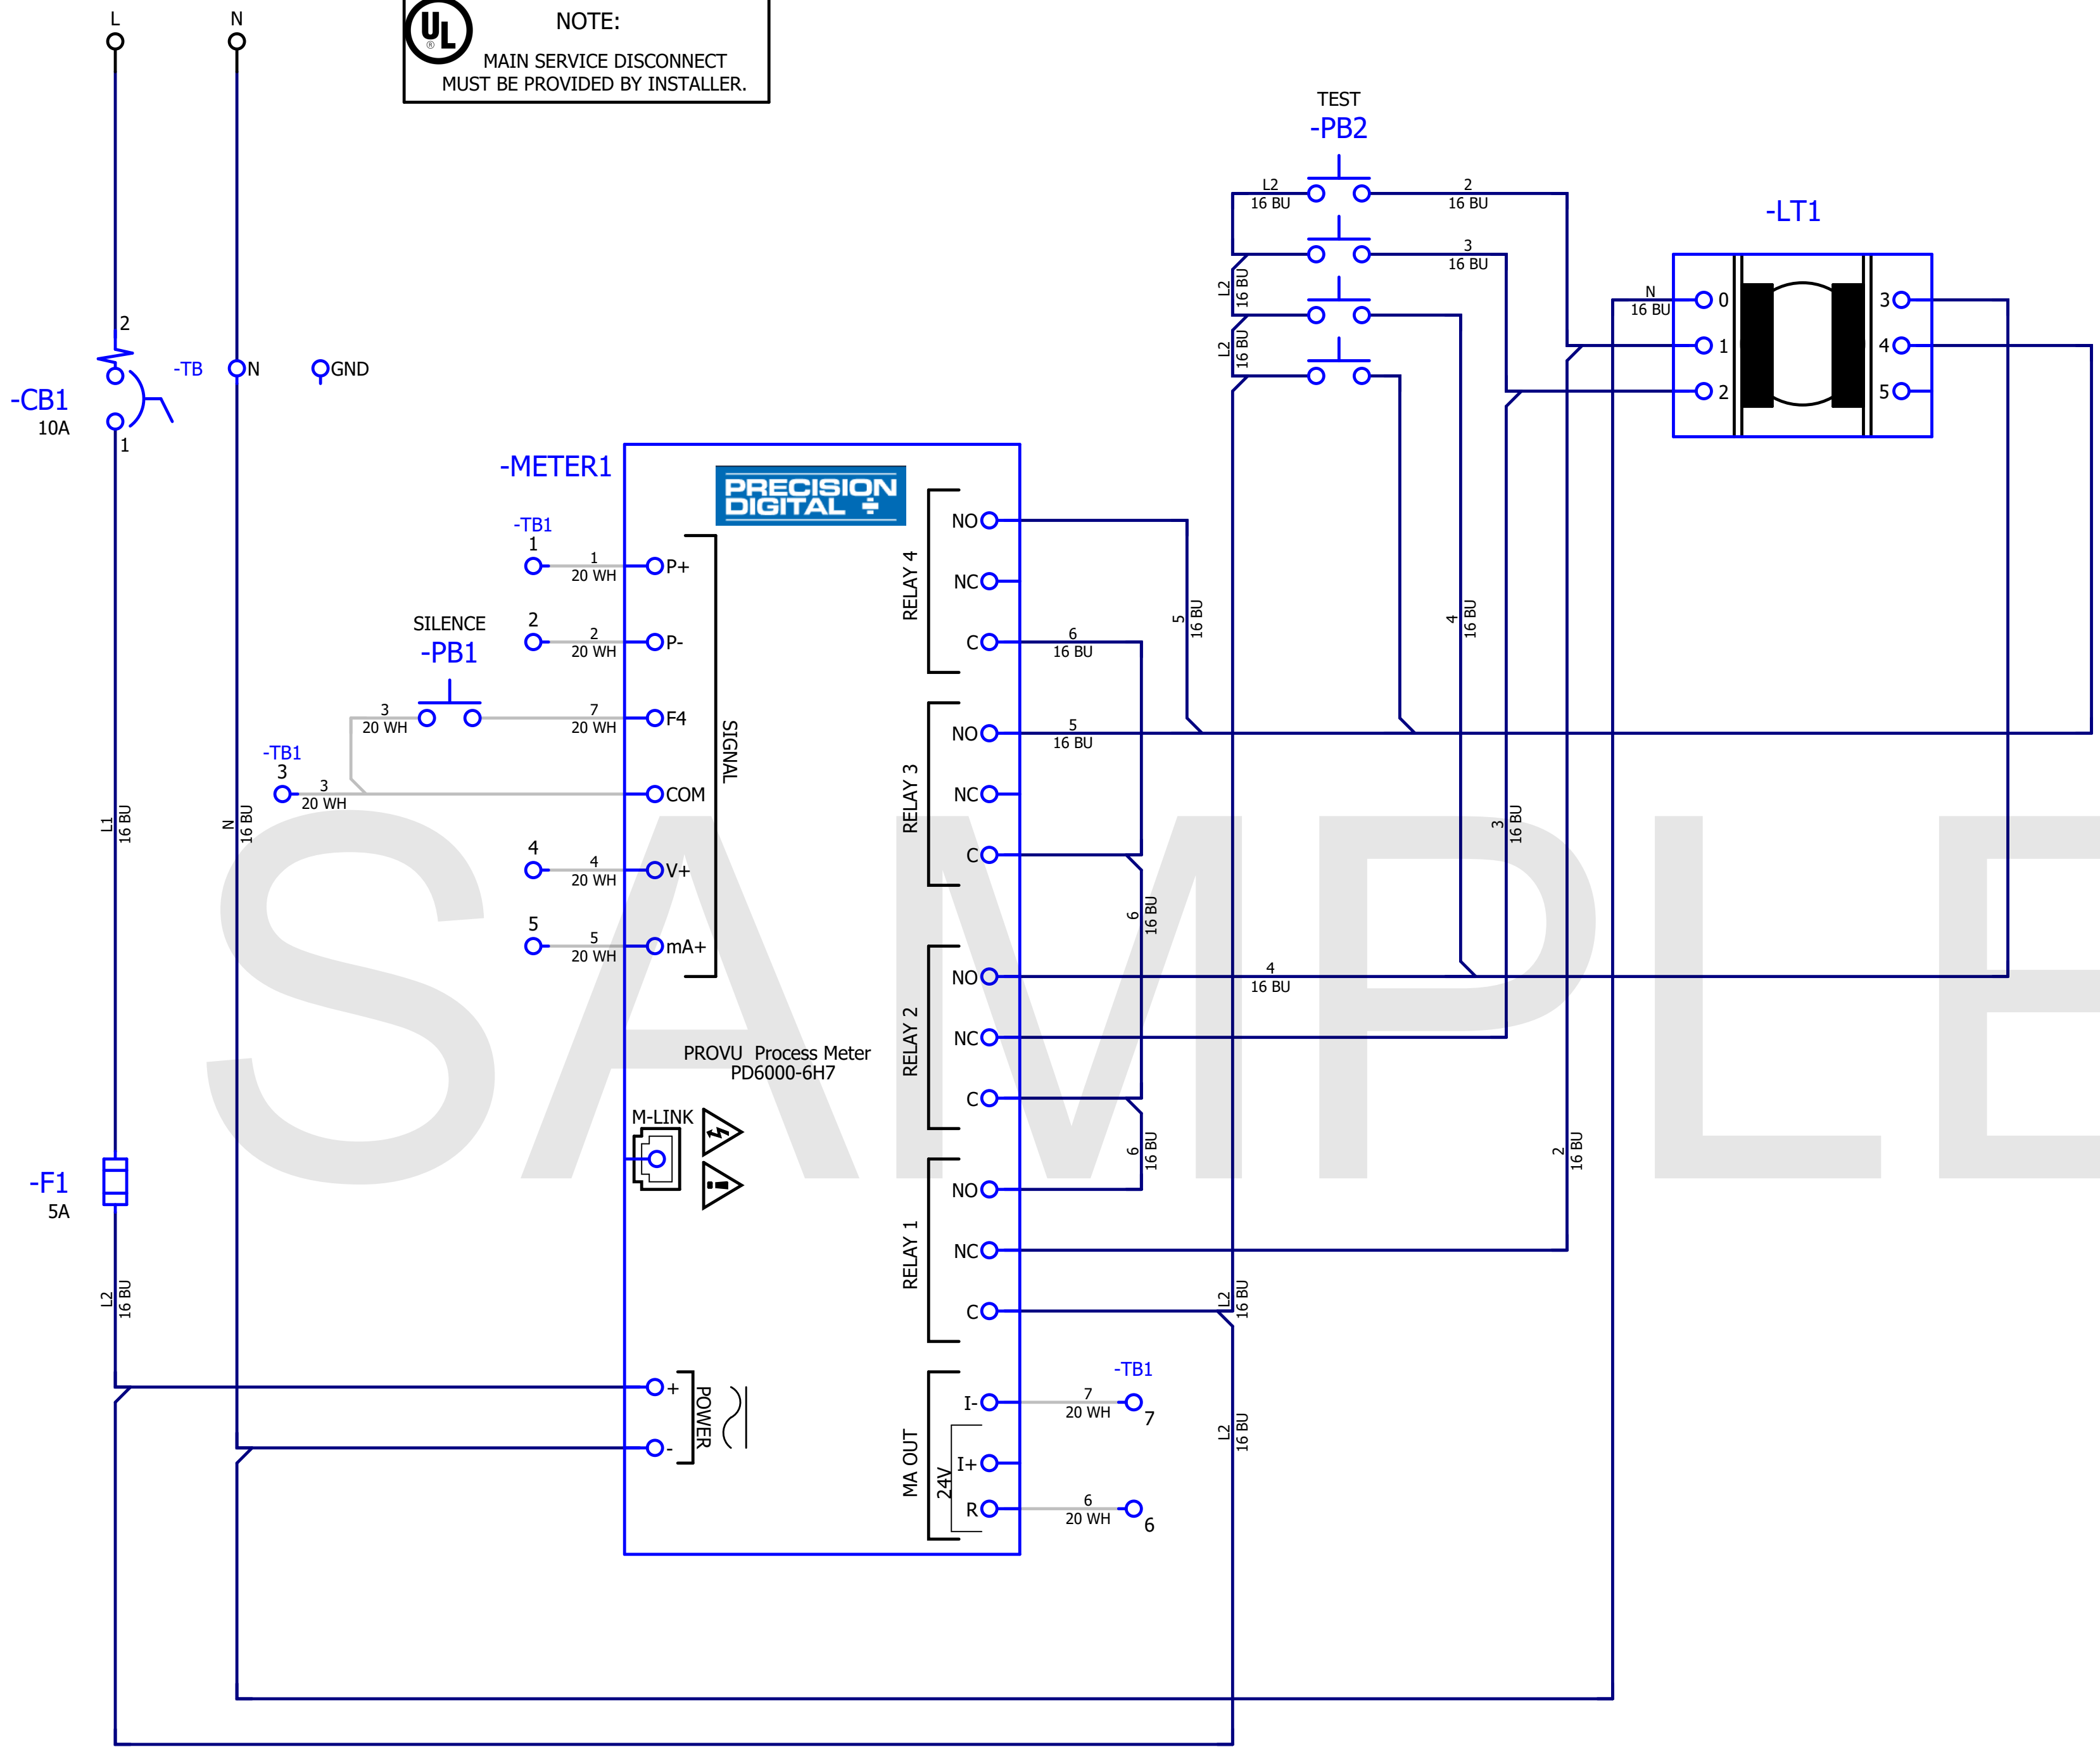 L
N
UL
®
NOTE:
MAIN SERVICE DISCONNECT
MUST BE PROVIDED BY INSTALLER.
TEST
-PB2
L2
16 BU
2
16 BU
3
16 BU
L2
16 BU
L2
16 BU
-LT1
N
16 BU
0
1
2
3
4
5
2
-CB1
10A
1
-TB
N
GND
-METER1
PRECISION
DIGITAL
-TB1
1
1
20 WH
P+
2
2
20 WH
P-
SILENCE
-PB1
3
20 WH
7
20 WH
F4
-TB1
3
3
20 WH
COM
4
4
20 WH
V+
5
5
20 WH
mA+
SIGNAL
RELAY 4
NO
NC
C
6
16 BU
5
16 BU
4
16 BU
RELAY 3
NO
NC
C
5
16 BU
6
16 BU
3
16 BU
L1
16 BU
N
16 BU
SAMPLE
RELAY 2
NO
NC
C
4
16 BU
6
16 BU
2
16 BU
PROVU Process Meter
PD6000-6H7
M-LINK
RELAY 1
NO
NC
C
L2
16 BU
-F1
5A
L2
16 BU
+
-
POWER
MA OUT
24V
I-
I+
R
-TB1
7
20 WH
7
6
20 WH
6
L2
16 BU